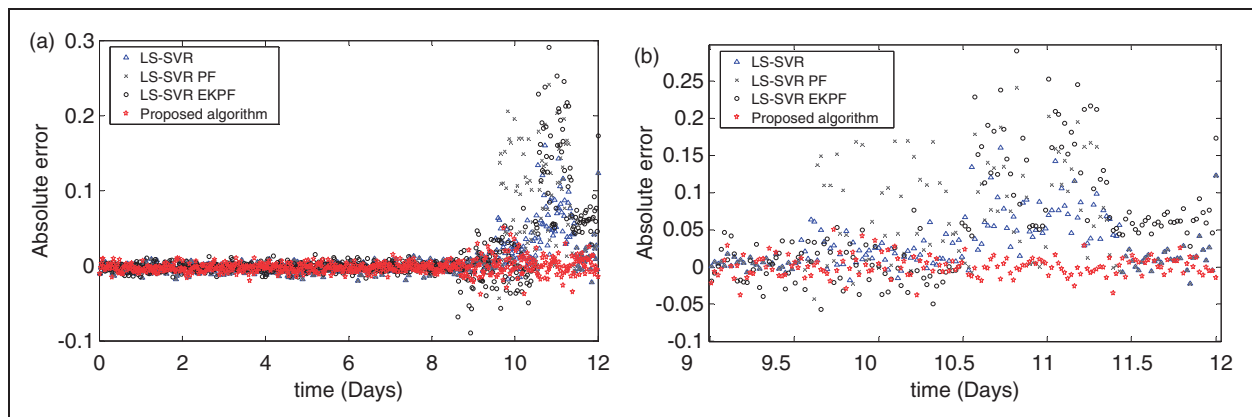 (a)
0.3
0.2
0.1
0
-0.1
Absolute error
LS-SVR
LS-SVR PF
LS-SVR EKPF
Proposed algorithm
0 2 4 6 8 10 12
time (Days)
(b)
0.25
0.2
0.15
0.1
0.05
0
-0.05
-0.1
Absolute error
LS-SVR
LS-SVR PF
LS-SVR EKPF
Proposed algorithm
9 9.5 10 10.5 11 11.5 12
time (Days)